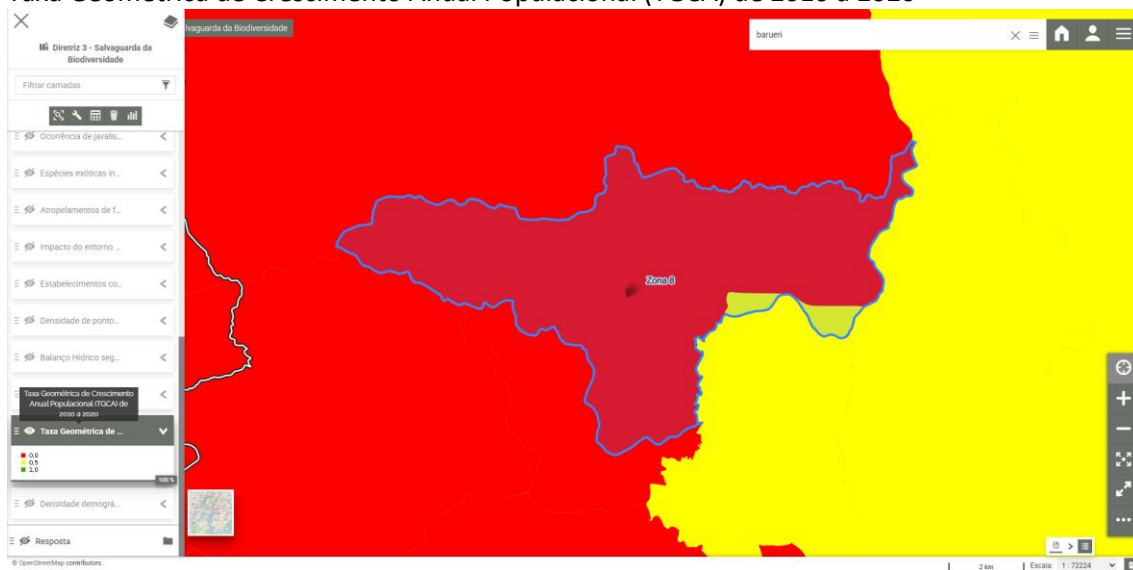 Taxa Geométrica de Crescimento Anual Populacional (TGCA) de 2010 a 2020
lvaguarda da Biodiversidade
barueri
Diretriz 3 - Salvaguarda da
Biodiversidade
Filtrar camadas
Ocorrência de javalis...
Espécies exóticas in...
Atropelamentos de f...
Impacto do entorno ...
Estabelecimentos co...
Densidade de ponto...
Balanço Hídrico seg...
Taxa Geométrica de Crescimento
Anual Populacional (TGCA) de
2010 a 2020
Taxa Geométrica de ...
0,0
0,5
1,0
100 %
Densidade demográ...
Resposta
Zona 8
© OpenStreetMap contributors.
2 km
Escala: 1 : 72224